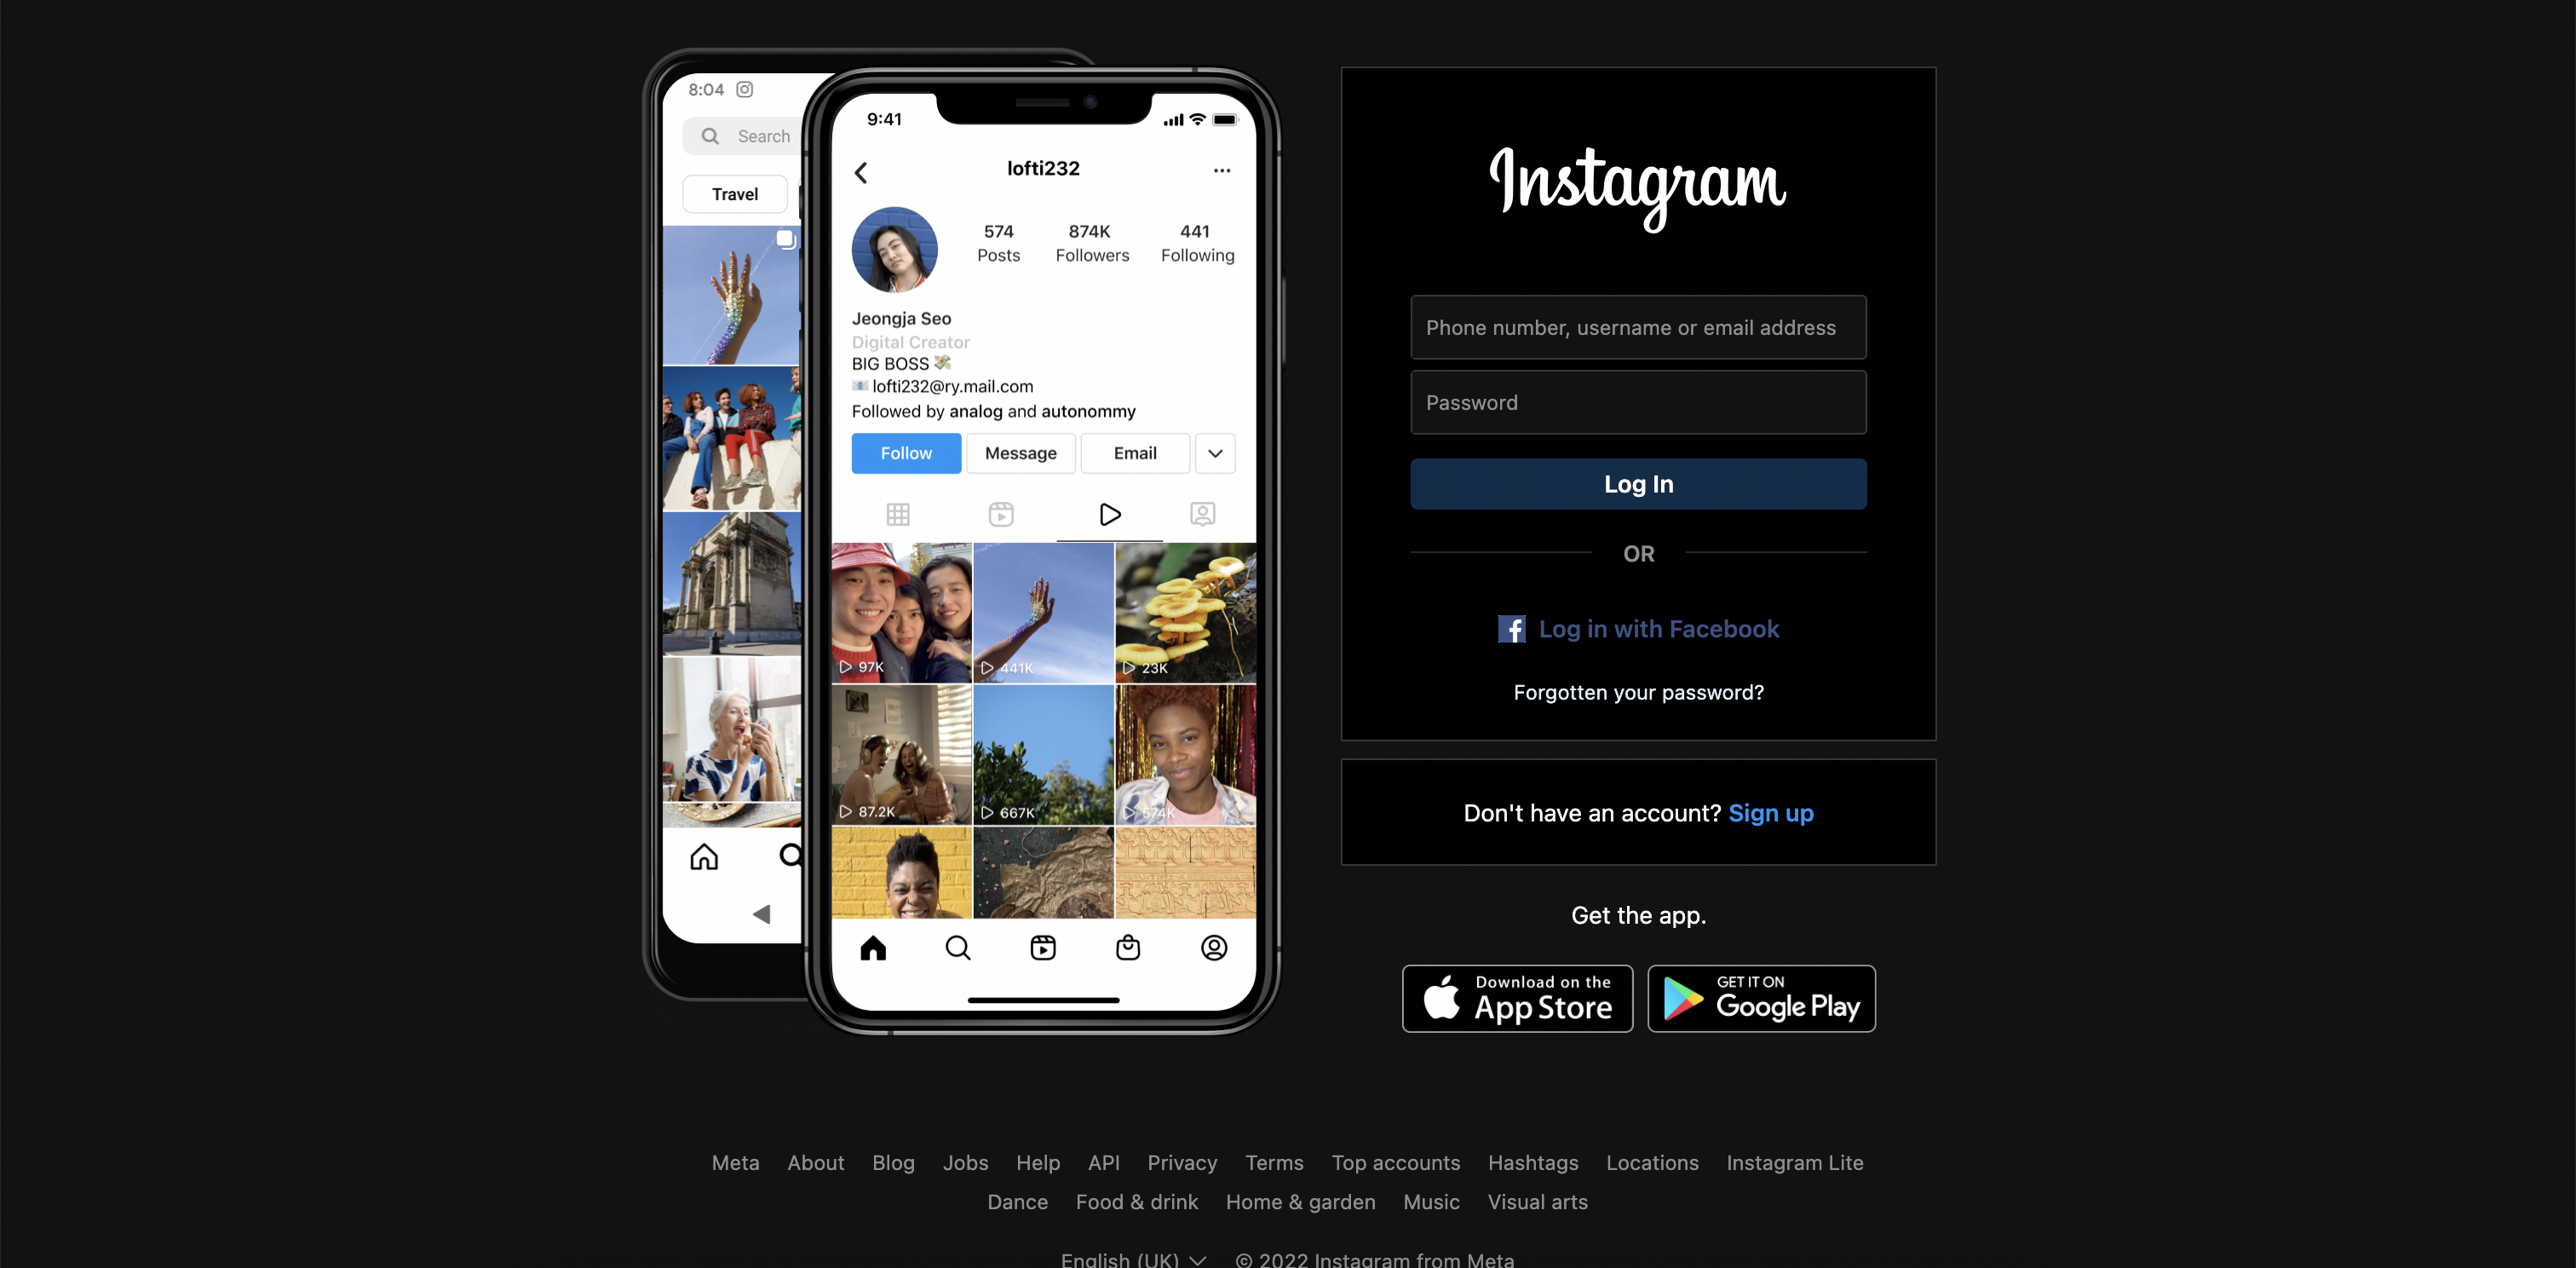 8:04
Search
Travel
9:41
lofti232
574 874K 441
Posts Followers Following
Jeongja Seo
Digital Creator
BIG BOSS 💸
📧 lofti232@ry.mail.com
Followed by analog and autonommy
Follow Message Email
97K 441K 23K
87.2K 667K 574K
Instagram
Phone number, username or email address
Password
Log In
OR
Log in with Facebook
Forgotten your password?
Don't have an account? Sign up
Get the app.
Download on the
App Store
GET IT ON
Google Play
Meta About Blog Jobs Help API Privacy Terms Top accounts Hashtags Locations Instagram Lite
Dance Food & drink Home & garden Music Visual arts
English (UK) © 2022 Instagram from Meta